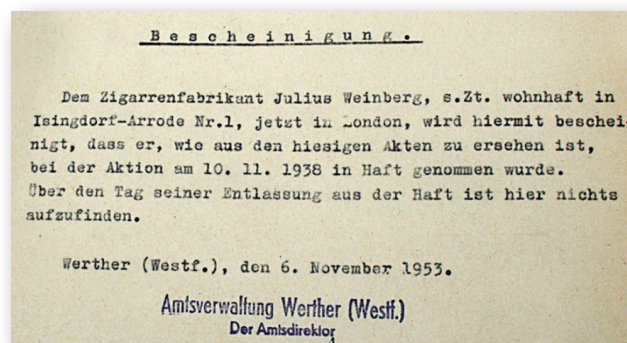 Bescheinigung.
Dem Zigarrenfabrikant Julius Weinberg, s.Zt. wohnhaft in
Isingdorf-Arrode Nr.1, jetzt in London, wird hiermit beschei-
nigt, dass er, wie aus den hiesigen Akten zu ersehen ist,
bei der Aktion am 10. 11. 1938 in Haft genommen wurde.
Über den Tag seiner Entlassung aus der Haft ist hier nichts
aufzufinden.
Werther (Westf.), den 6. November 1953.
Amtsverwaltung Werther (Westf.)
Der Amtsdirektor